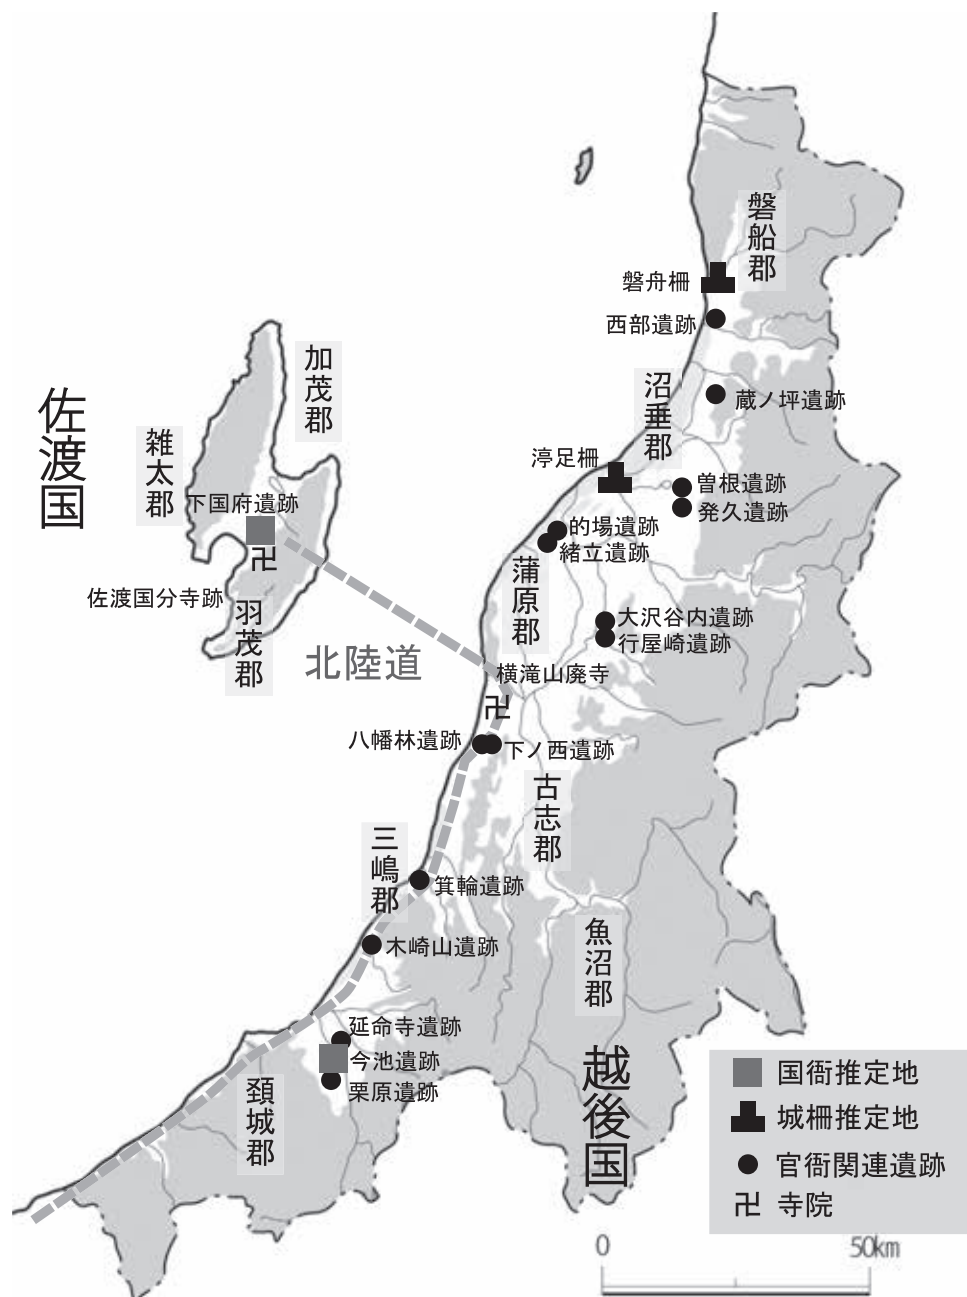 磐船郡
磐舟柵
西部遺跡
加茂郡
佐渡国
沼垂郡
蔵ノ坪遺跡
雑太郡
渟足柵
曽根遺跡
下国府遺跡
発久遺跡
的場遺跡
緒立遺跡
卍
蒲原郡
佐渡国分寺跡
羽茂郡
大沢谷内遺跡
行屋崎遺跡
北陸道
横滝山廃寺
卍
八幡林遺跡
下ノ西遺跡
古志郡
三嶋郡
箕輪遺跡
木崎山遺跡
魚沼郡
延命寺遺跡
今池遺跡
栗原遺跡
頚城郡
越後国
国衙推定地
城柵推定地
官衙関連遺跡
卍 寺院
0 50km